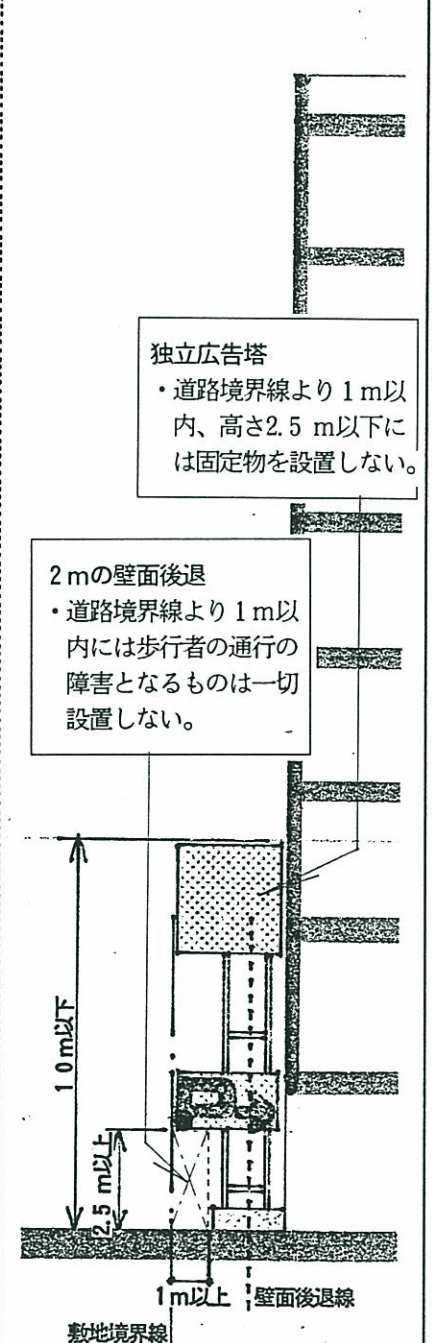 独立広告塔
・道路境界線より1m以
内、高さ2.5 m以下に
は固定物を設置しない。
2mの壁面後退
・道路境界線より1m以
内には歩行者の通行の
障害となるものは一切
設置しない。
10m以下
2.5 m以上
1m以上
壁面後退線
敷地境界線